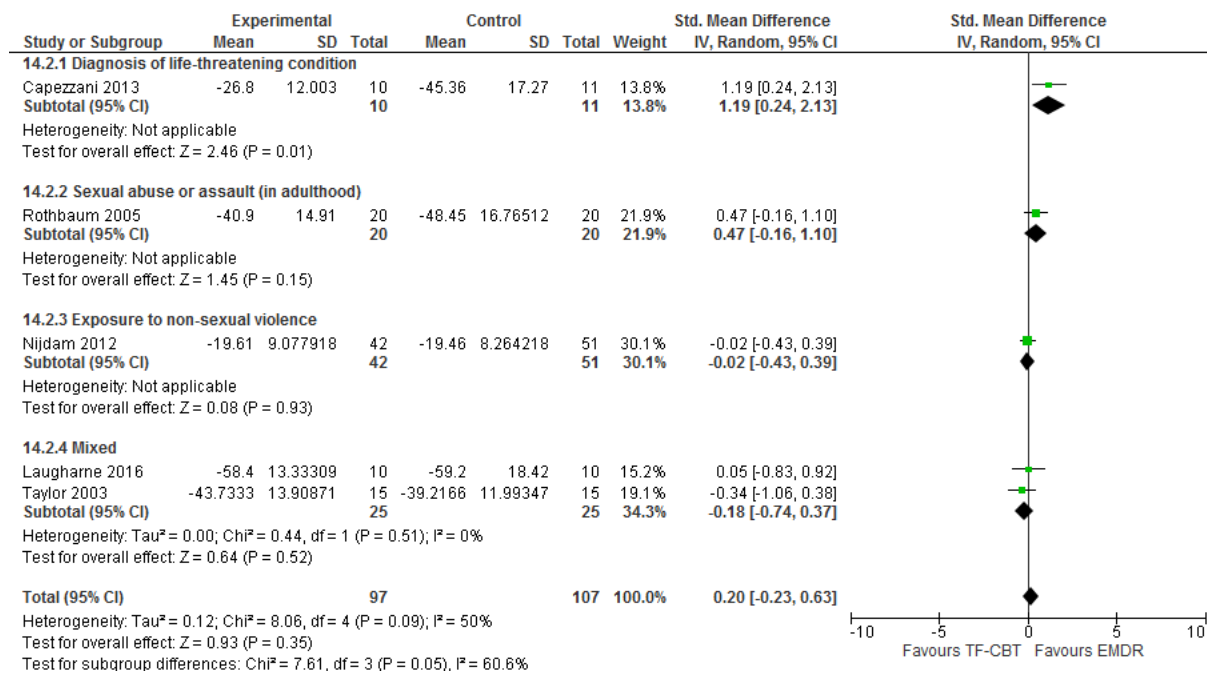 Experimental Control Std. Mean Difference Std. Mean Difference
Study or Subgroup Mean SD Total Mean SD Total Weight IV, Random, 95% CI IV, Random, 95% CI
14.2.1 Diagnosis of life-threatening condition
Capezzani 2013 -26.8 12.003 10 -45.36 17.27 11 13.8% 1.19 [0.24, 2.13]
Subtotal (95% CI) 10 11 13.8% 1.19 [0.24, 2.13]
Heterogeneity: Not applicable
Test for overall effect: Z = 2.46 (P = 0.01)
14.2.2 Sexual abuse or assault (in adulthood)
Rothbaum 2005 -40.9 14.91 20 -48.45 16.76512 20 21.9% 0.47 [-0.16, 1.10]
Subtotal (95% CI) 20 20 21.9% 0.47 [-0.16, 1.10]
Heterogeneity: Not applicable
Test for overall effect: Z = 1.45 (P = 0.15)
14.2.3 Exposure to non-sexual violence
Nijdam 2012 -19.61 9.077918 42 -19.46 8.264218 51 30.1% -0.02 [-0.43, 0.39]
Subtotal (95% CI) 42 51 30.1% -0.02 [-0.43, 0.39]
Heterogeneity: Not applicable
Test for overall effect: Z = 0.08 (P = 0.93)
14.2.4 Mixed
Laugharne 2016 -58.4 13.33309 10 -59.2 18.42 10 15.2% 0.05 [-0.83, 0.92]
Taylor 2003 -43.7333 13.90871 15 -39.2166 11.99347 15 19.1% -0.34 [-1.06, 0.38]
Subtotal (95% CI) 25 25 34.3% -0.18 [-0.74, 0.37]
Heterogeneity: Tau² = 0.00; Chi² = 0.44, df = 1 (P = 0.51); I² = 0%
Test for overall effect: Z = 0.64 (P = 0.52)
Total (95% CI) 97 107 100.0% 0.20 [-0.23, 0.63]
Heterogeneity: Tau² = 0.12; Chi² = 8.06, df = 4 (P = 0.09); I² = 50%
Test for overall effect: Z = 0.93 (P = 0.35)
Test for subgroup differences: Chi² = 7.61, df = 3 (P = 0.05), I² = 60.6%
-10 -5 0 5 10
Favours TF-CBT Favours EMDR